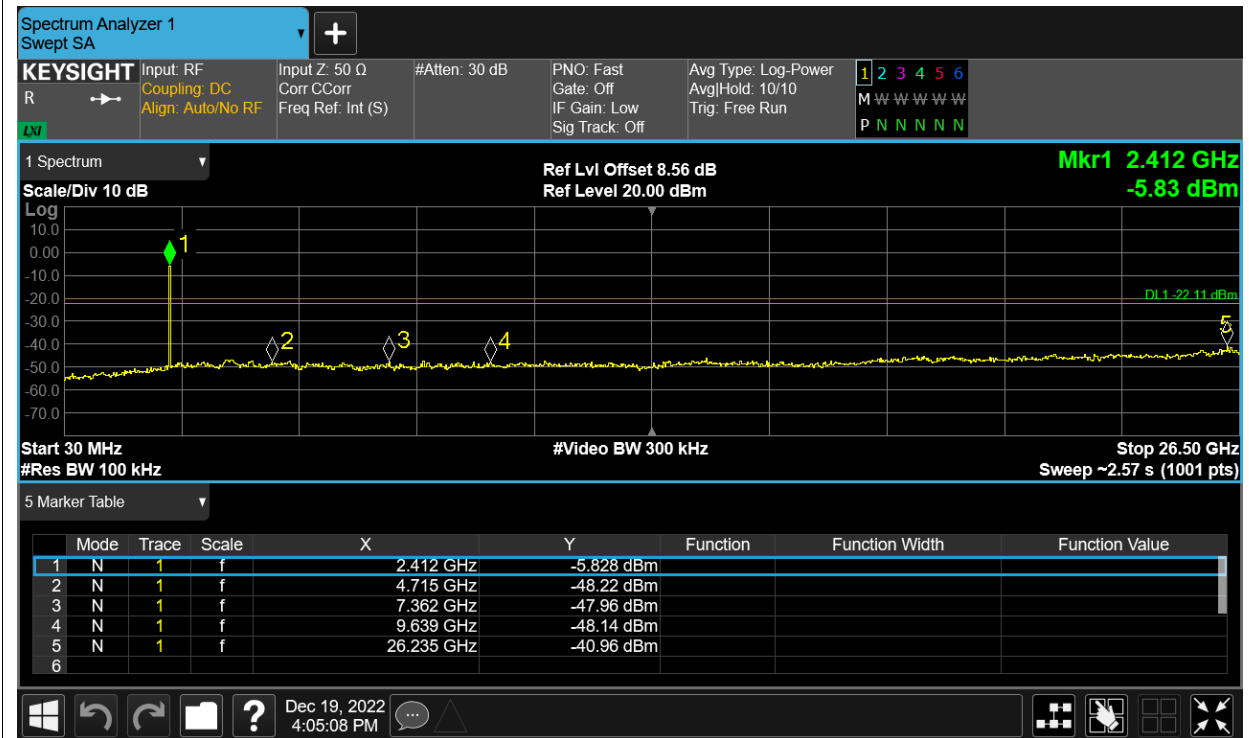 Spectrum Analyzer 1
Swept SA
+
KEYSIGHT
R
LXI
Input: RF
Coupling: DC
Align: Auto/No RF
Input Z: 50 Ω
Corr CCorr
Freq Ref: Int (S)
#Atten: 30 dB
PNO: Fast
Gate: Off
IF Gain: Low
Sig Track: Off
Avg Type: Log-Power
Avg|Hold: 10/10
Trig: Free Run
1 2 3 4 5 6
M W W W W W
P N N N N N
1 Spectrum
Scale/Div 10 dB
Ref Lvl Offset 8.56 dB
Ref Level 20.00 dBm
Mkr1 2.412 GHz
-5.83 dBm
Log
10.0
0.00
-10.0
-20.0
-30.0
-40.0
-50.0
-60.0
-70.0
1
2
3
4
5
DL1 -22.11 dBm
Start 30 MHz
#Video BW 300 kHz
Stop 26.50 GHz
#Res BW 100 kHz
Sweep ~2.57 s (1001 pts)
5 Marker Table
Mode Trace Scale X Y Function Function Width Function Value
1 N 1 f 2.412 GHz -5.828 dBm
2 N 1 f 4.715 GHz -48.22 dBm
3 N 1 f 7.362 GHz -47.96 dBm
4 N 1 f 9.639 GHz -48.14 dBm
5 N 1 f 26.235 GHz -40.96 dBm
6
?
Dec 19, 2022
4:05:08 PM